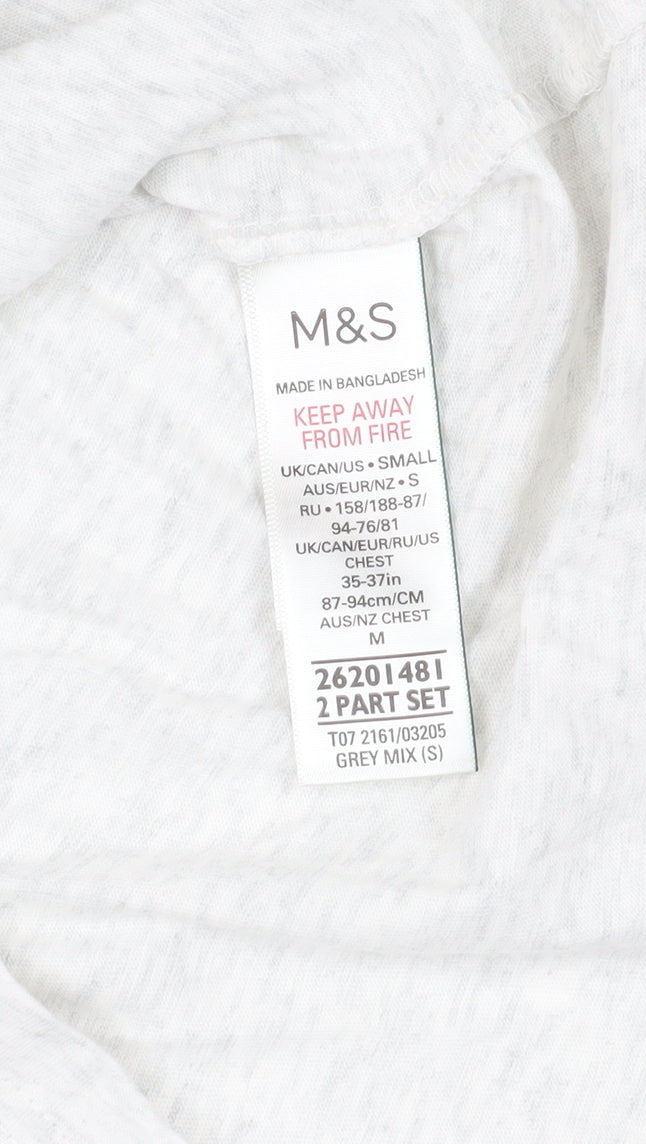 M&S
MADE IN BANGLADESH
KEEP AWAY
FROM FIRE
UK/CAN/US • SMALL
AUS/EUR/NZ • S
RU • 158/188-87/
94-76/81
UK/CAN/EUR/RU/US
CHEST
35-37in
87-94cm/CM
AUS/NZ CHEST
M
26201481
2 PART SET
T07 2161/03205
GREY MIX (S)